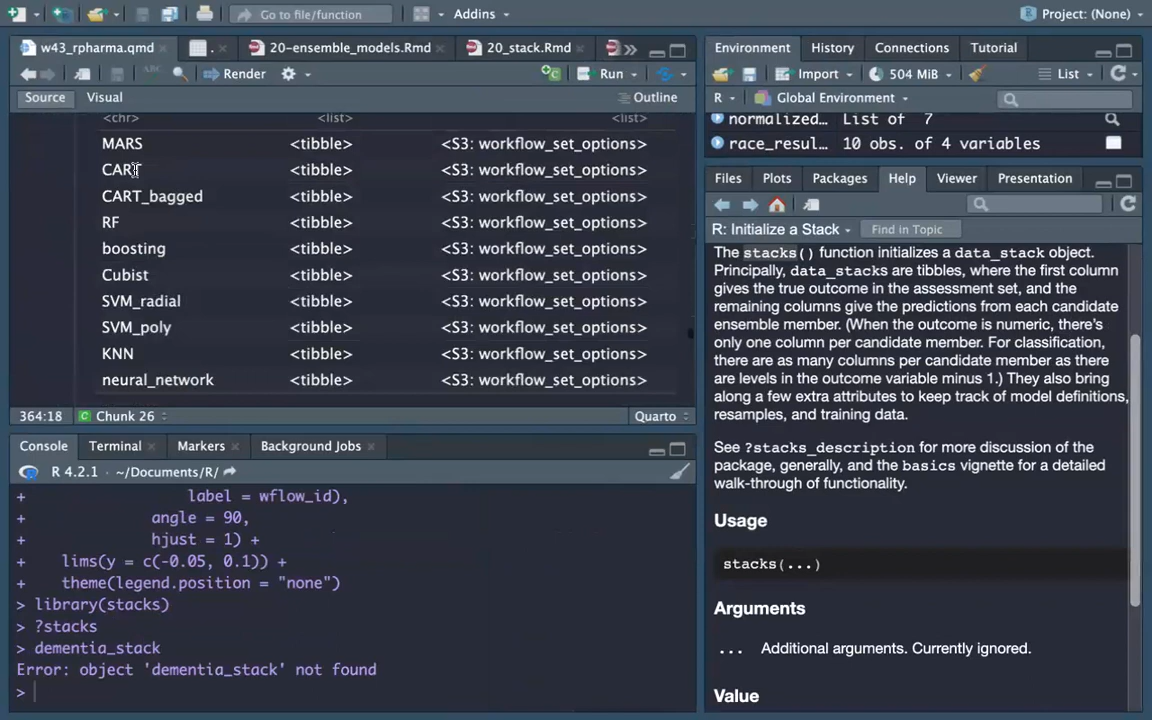 Go to file/function
Addins
Project: (None)
w43_rpharma.qmd
20-ensemble_models.Rmd
20_stack.Rmd
Render
Run
Source
Visual
Outline
<chr> <list> <list>
MARS <tibble> <S3: workflow_set_options>
CART <tibble> <S3: workflow_set_options>
CART_bagged <tibble> <S3: workflow_set_options>
RF <tibble> <S3: workflow_set_options>
boosting <tibble> <S3: workflow_set_options>
Cubist <tibble> <S3: workflow_set_options>
SVM_radial <tibble> <S3: workflow_set_options>
SVM_poly <tibble> <S3: workflow_set_options>
KNN <tibble> <S3: workflow_set_options>
neural_network <tibble> <S3: workflow_set_options>
364:18 Chunk 26 Quarto
Console Terminal Markers Background Jobs
R 4.2.1 · ~/Documents/R/
+ label = wflow_id),
+ angle = 90,
+ hjust = 1) +
+ lims(y = c(-0.05, 0.1)) +
+ theme(legend.position = "none")
> library(stacks)
> ?stacks
> dementia_stack
Error: object 'dementia_stack' not found
>
Environment History Connections Tutorial
Import 504 MiB List
R Global Environment
normalized… List of 7
race_resul… 10 obs. of 4 variables
Files Plots Packages Help Viewer Presentation
R: Initialize a Stack Find in Topic
The stacks() function initializes a data_stack object.
Principally, data_stacks are tibbles, where the first column
gives the true outcome in the assessment set, and the
remaining columns give the predictions from each candidate
ensemble member. (When the outcome is numeric, there's
only one column per candidate member. For classification,
there are as many columns per candidate member as there
are levels in the outcome variable minus 1.) They also bring
along a few extra attributes to keep track of model definitions,
resamples, and training data.
See ?stacks_description for more discussion of the
package, generally, and the basics vignette for a detailed
walk-through of functionality.
Usage
stacks(...)
Arguments
... Additional arguments. Currently ignored.
Value